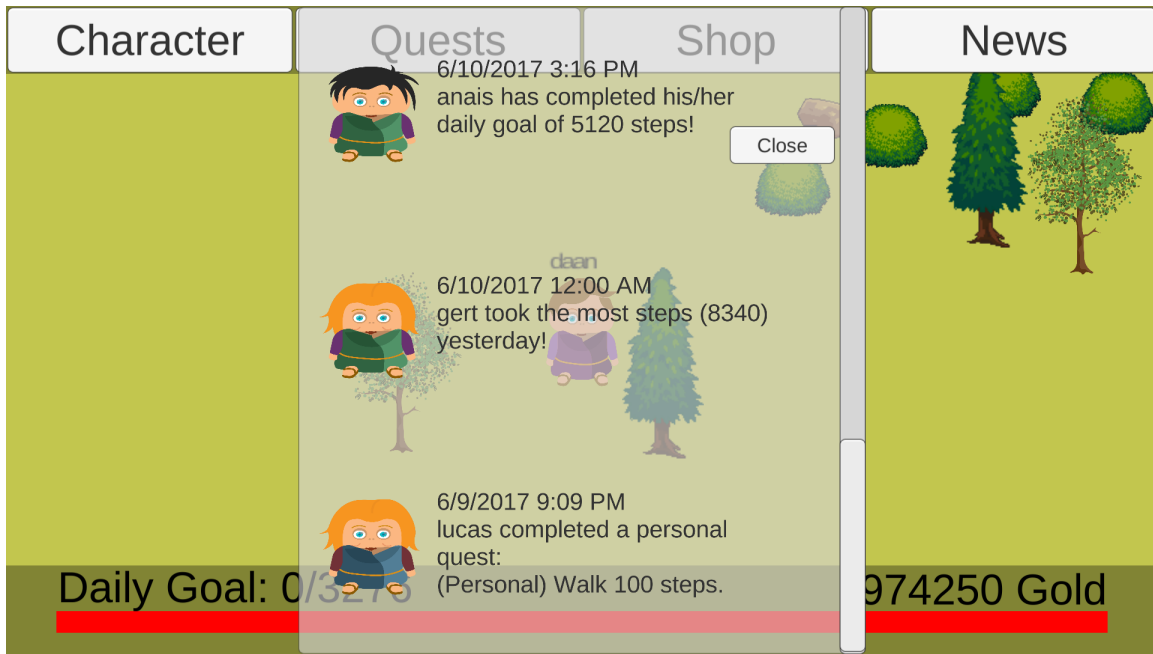 Character
Quests
Shop
News
6/10/2017 3:16 PM
anais has completed his/her
daily goal of 5120 steps!
Close
daan
6/10/2017 12:00 AM
gert took the most steps (8340)
yesterday!
6/9/2017 9:09 PM
lucas completed a personal
quest:
(Personal) Walk 100 steps.
Daily Goal: 0/3276
974250 Gold